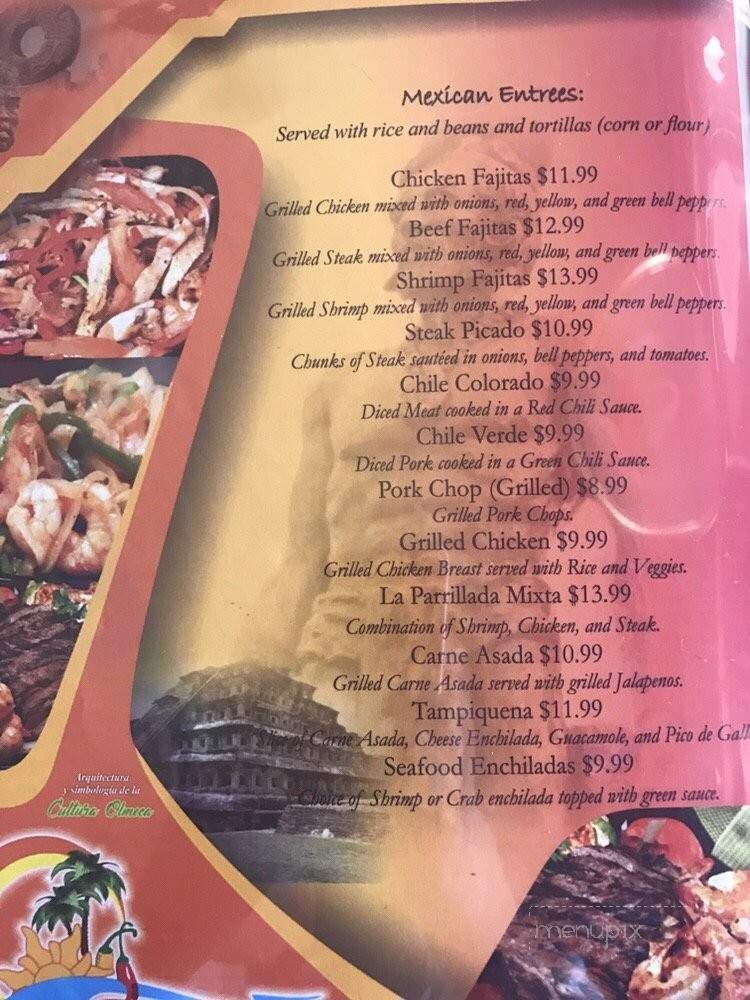 Mexican Entrees:
Served with rice and beans and tortillas (corn or flour)
Chicken Fajitas $11.99
Grilled Chicken mixed with onions, red, yellow, and green bell peppers.
Beef Fajitas $12.99
Grilled Steak mixed with onions, red, yellow, and green bell peppers.
Shrimp Fajitas $13.99
Grilled Shrimp mixed with onions, red, yellow, and green bell peppers.
Steak Picado $10.99
Chunks of Steak sautéed in onions, bell peppers, and tomatoes.
Chile Colorado $9.99
Diced Meat cooked in a Red Chili Sauce.
Chile Verde $9.99
Diced Pork cooked in a Green Chili Sauce.
Pork Chop (Grilled) $8.99
Grilled Pork Chops.
Grilled Chicken $9.99
Grilled Chicken Breast served with Rice and Veggies.
La Parrillada Mixta $13.99
Combination of Shrimp, Chicken, and Steak.
Carne Asada $10.99
Grilled Carne Asada served with grilled Jalapenos.
Tampiquena $11.99
Slice of Carne Asada, Cheese Enchilada, Guacamole, and Pico de Gall
Seafood Enchiladas $9.99
Choice of Shrimp or Crab enchilada topped with green sauce.
Arquitectura
y simbología de la
Cultura Olmeca
menupix